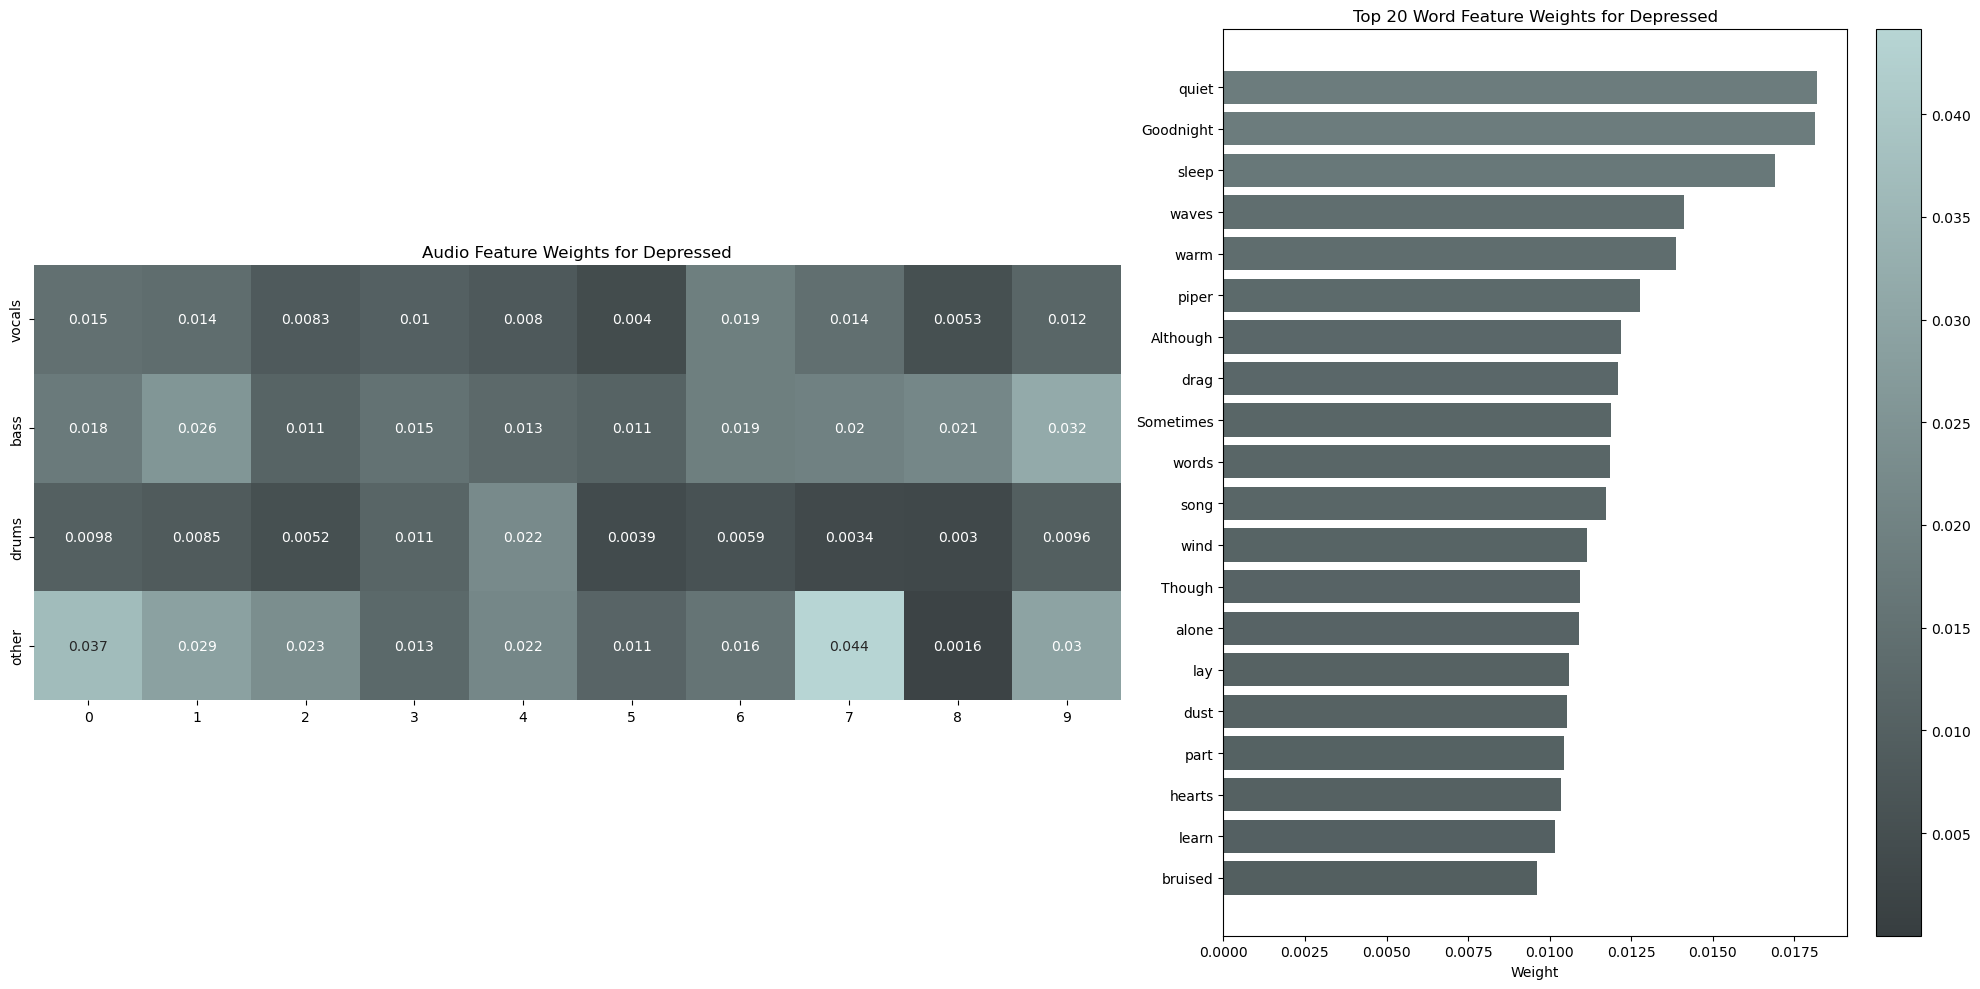 Audio Feature Weights for Depressed
vocals
0.015 0.014 0.0083 0.01 0.008 0.004 0.019 0.014 0.0053 0.012
bass
0.018 0.026 0.011 0.015 0.013 0.011 0.019 0.02 0.021 0.032
drums
0.0098 0.0085 0.0052 0.011 0.022 0.0039 0.0059 0.0034 0.003 0.0096
other
0.037 0.029 0.023 0.013 0.022 0.011 0.016 0.044 0.0016 0.03
0 1 2 3 4 5 6 7 8 9
Top 20 Word Feature Weights for Depressed
quiet
Goodnight
sleep
waves
warm
piper
Although
drag
Sometimes
words
song
wind
Though
alone
lay
dust
part
hearts
learn
bruised
0.0000 0.0025 0.0050 0.0075 0.0100 0.0125 0.0150 0.0175
Weight
0.040
0.035
0.030
0.025
0.020
0.015
0.010
0.005